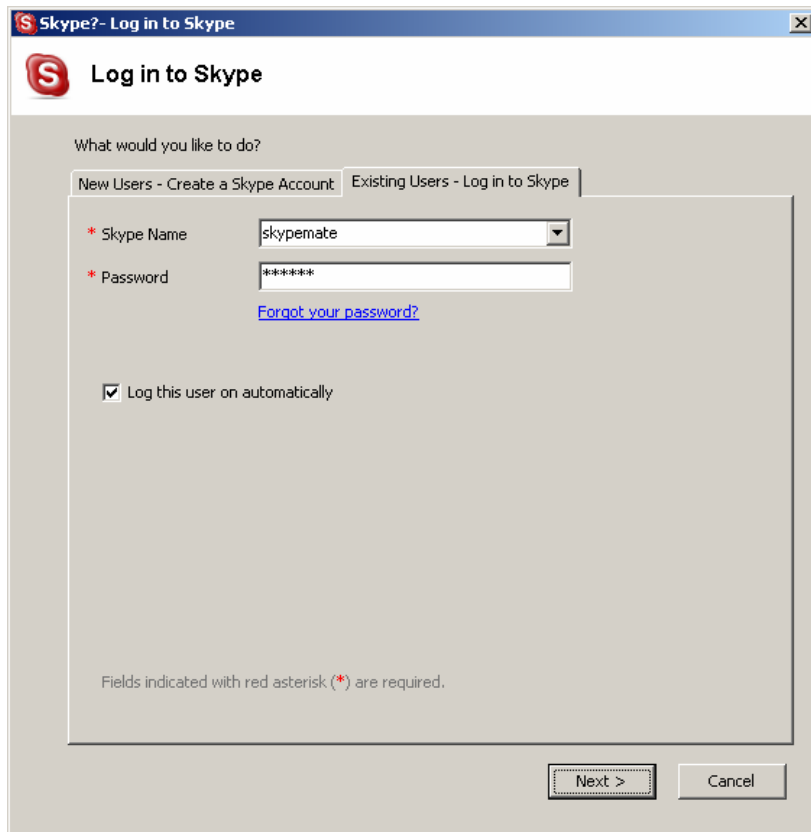 Skype?- Log in to Skype
Log in to Skype
What would you like to do?
New Users - Create a Skype Account Existing Users - Log in to Skype
* Skype Name skypemate
* Password ******
Forgot your password?
Log this user on automatically
Fields indicated with red asterisk (*) are required.
Next > Cancel